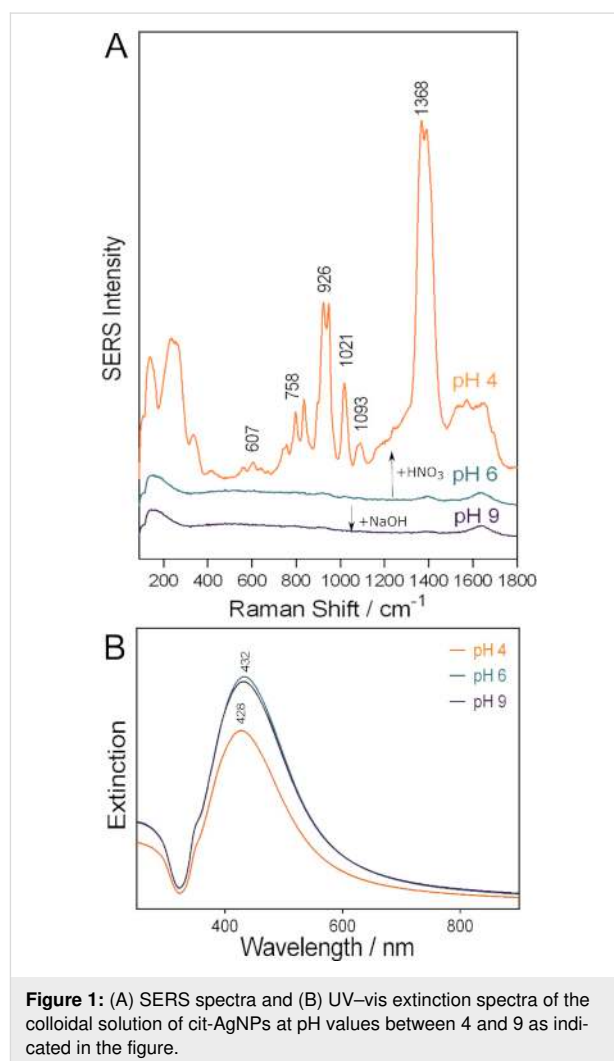 A
SERS Intensity
607
758
926
1021
1093
1368
pH 4
+HNO₃
pH 6
+NaOH
pH 9
200 400 600 800 1000 1200 1400 1600 1800
Raman Shift / cm⁻¹
B
Extinction
432
428
pH 4
pH 6
pH 9
400 600 800
Wavelength / nm
Figure 1: (A) SERS spectra and (B) UV–vis extinction spectra of the
colloidal solution of cit-AgNPs at pH values between 4 and 9 as indi-
cated in the figure.